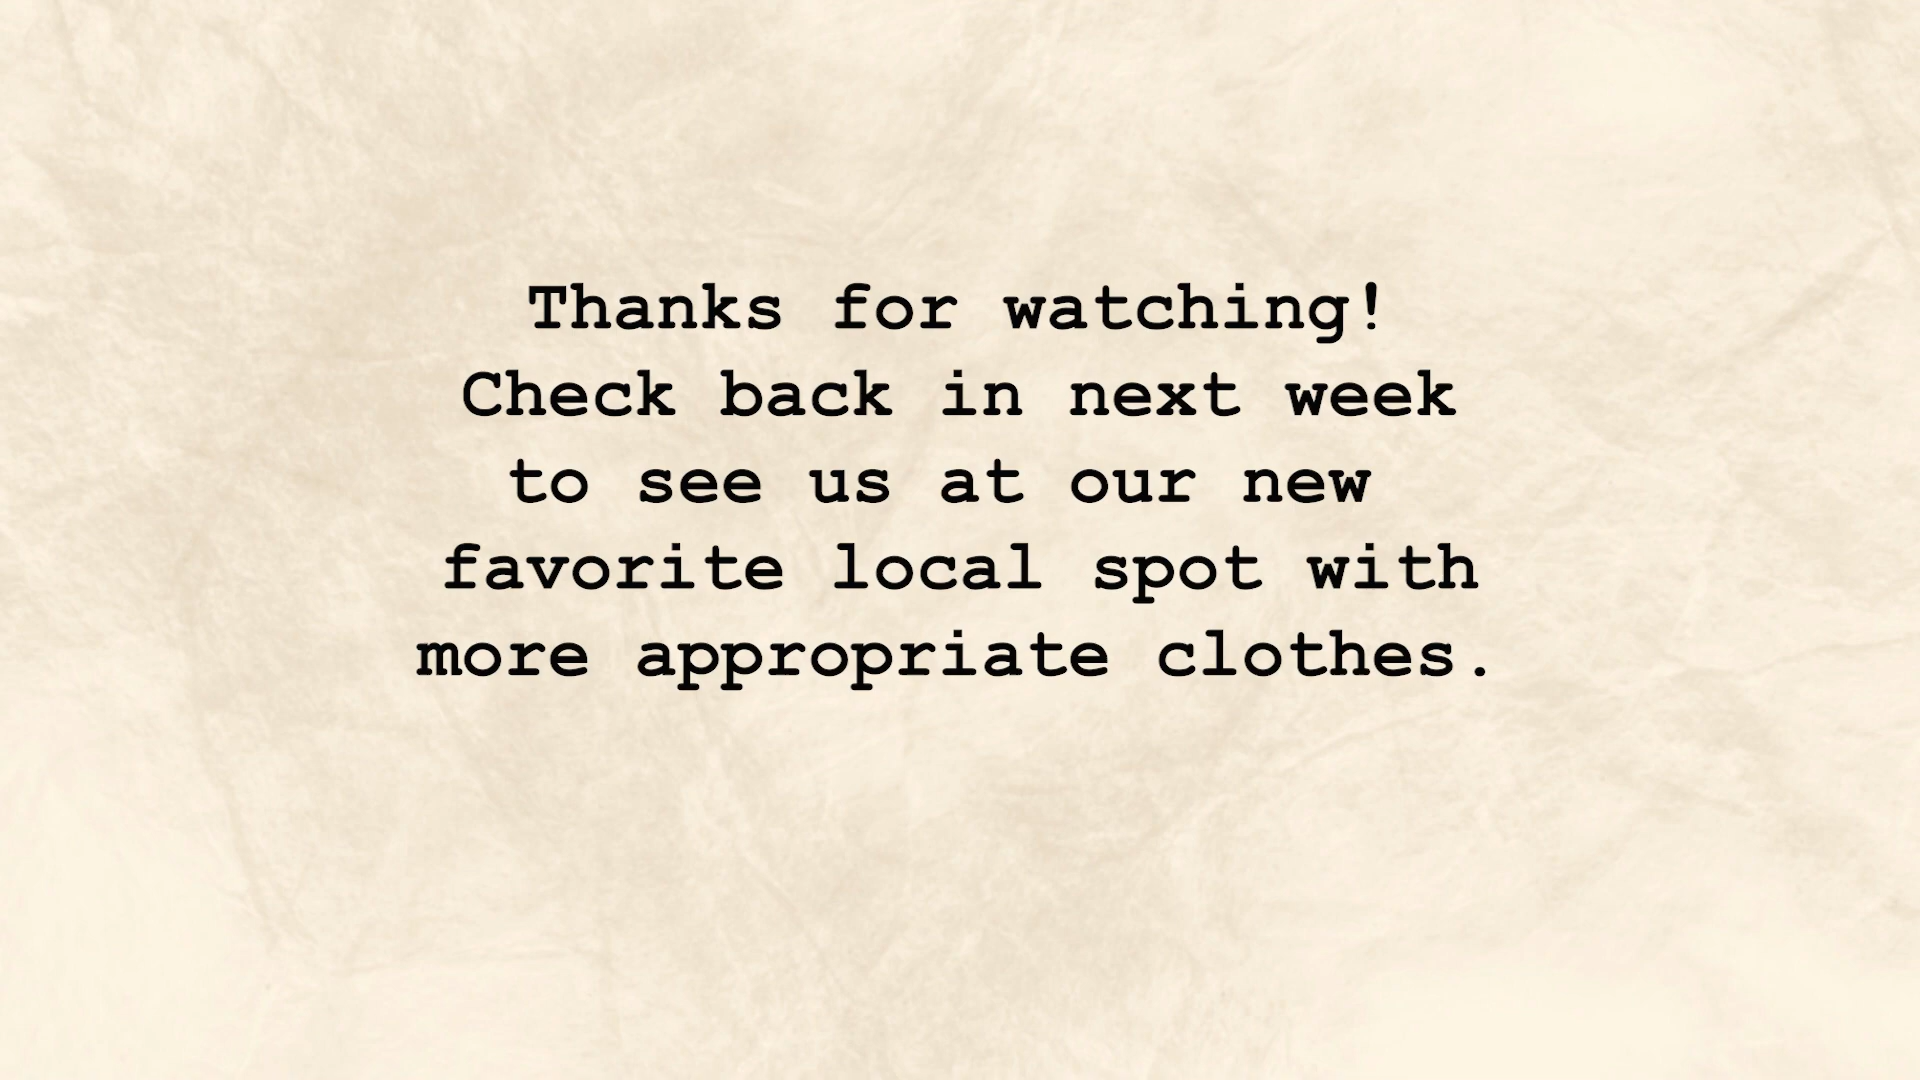 Thanks for watching!
Check back in next week
to see us at our new
favorite local spot with
more appropriate clothes.